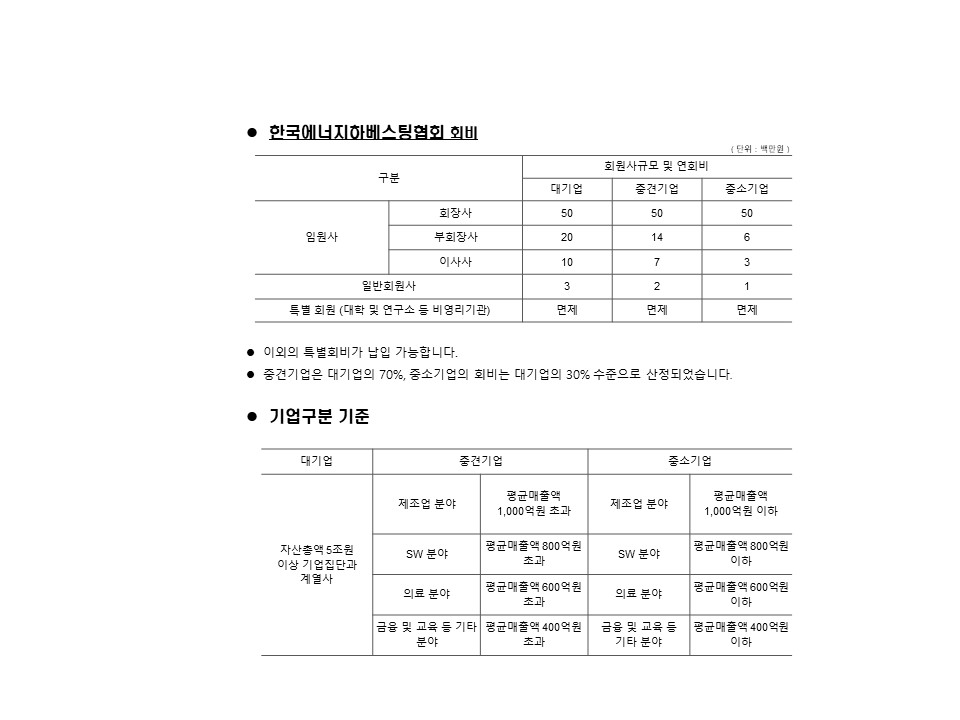 ● 한국에너지하베스팅협회 회비
( 단위 : 백만원 )
구분 회원사규모 및 연회비
대기업 중견기업 중소기업
임원사 회장사 50 50 50
부회장사 20 14 6
이사사 10 7 3
일반회원사 3 2 1
특별 회원 (대학 및 연구소 등 비영리기관) 면제 면제 면제
● 이외의 특별회비가 납입 가능합니다.
● 중견기업은 대기업의 70%, 중소기업의 회비는 대기업의 30% 수준으로 산정되었습니다.
● 기업구분 기준
대기업 중견기업 중소기업
자산총액 5조원
이상 기업집단과
계열사
제조업 분야 평균매출액
1,000억원 초과
제조업 분야 평균매출액
1,000억원 이하
SW 분야 평균매출액 800억원
초과
SW 분야 평균매출액 800억원
이하
의료 분야 평균매출액 600억원
초과
의료 분야 평균매출액 600억원
이하
금융 및 교육 등 기타
분야
평균매출액 400억원
초과
금융 및 교육 등
기타 분야
평균매출액 400억원
이하